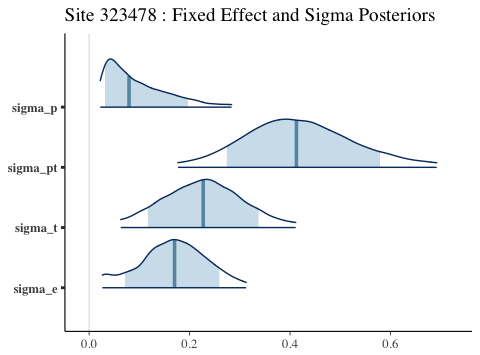 Site 323478 : Fixed Effect and Sigma Posteriors
sigma_p
sigma_pt
sigma_t
sigma_e
0.0 0.2 0.4 0.6